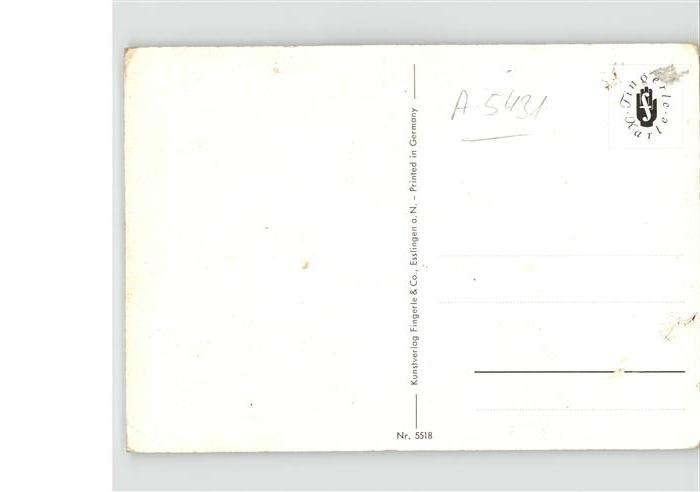 A-5431
Fingerle-Karte
Kunstverlag Fingerle & Co., Esslingen a. N. – Printed in Germany
Nr. 5518